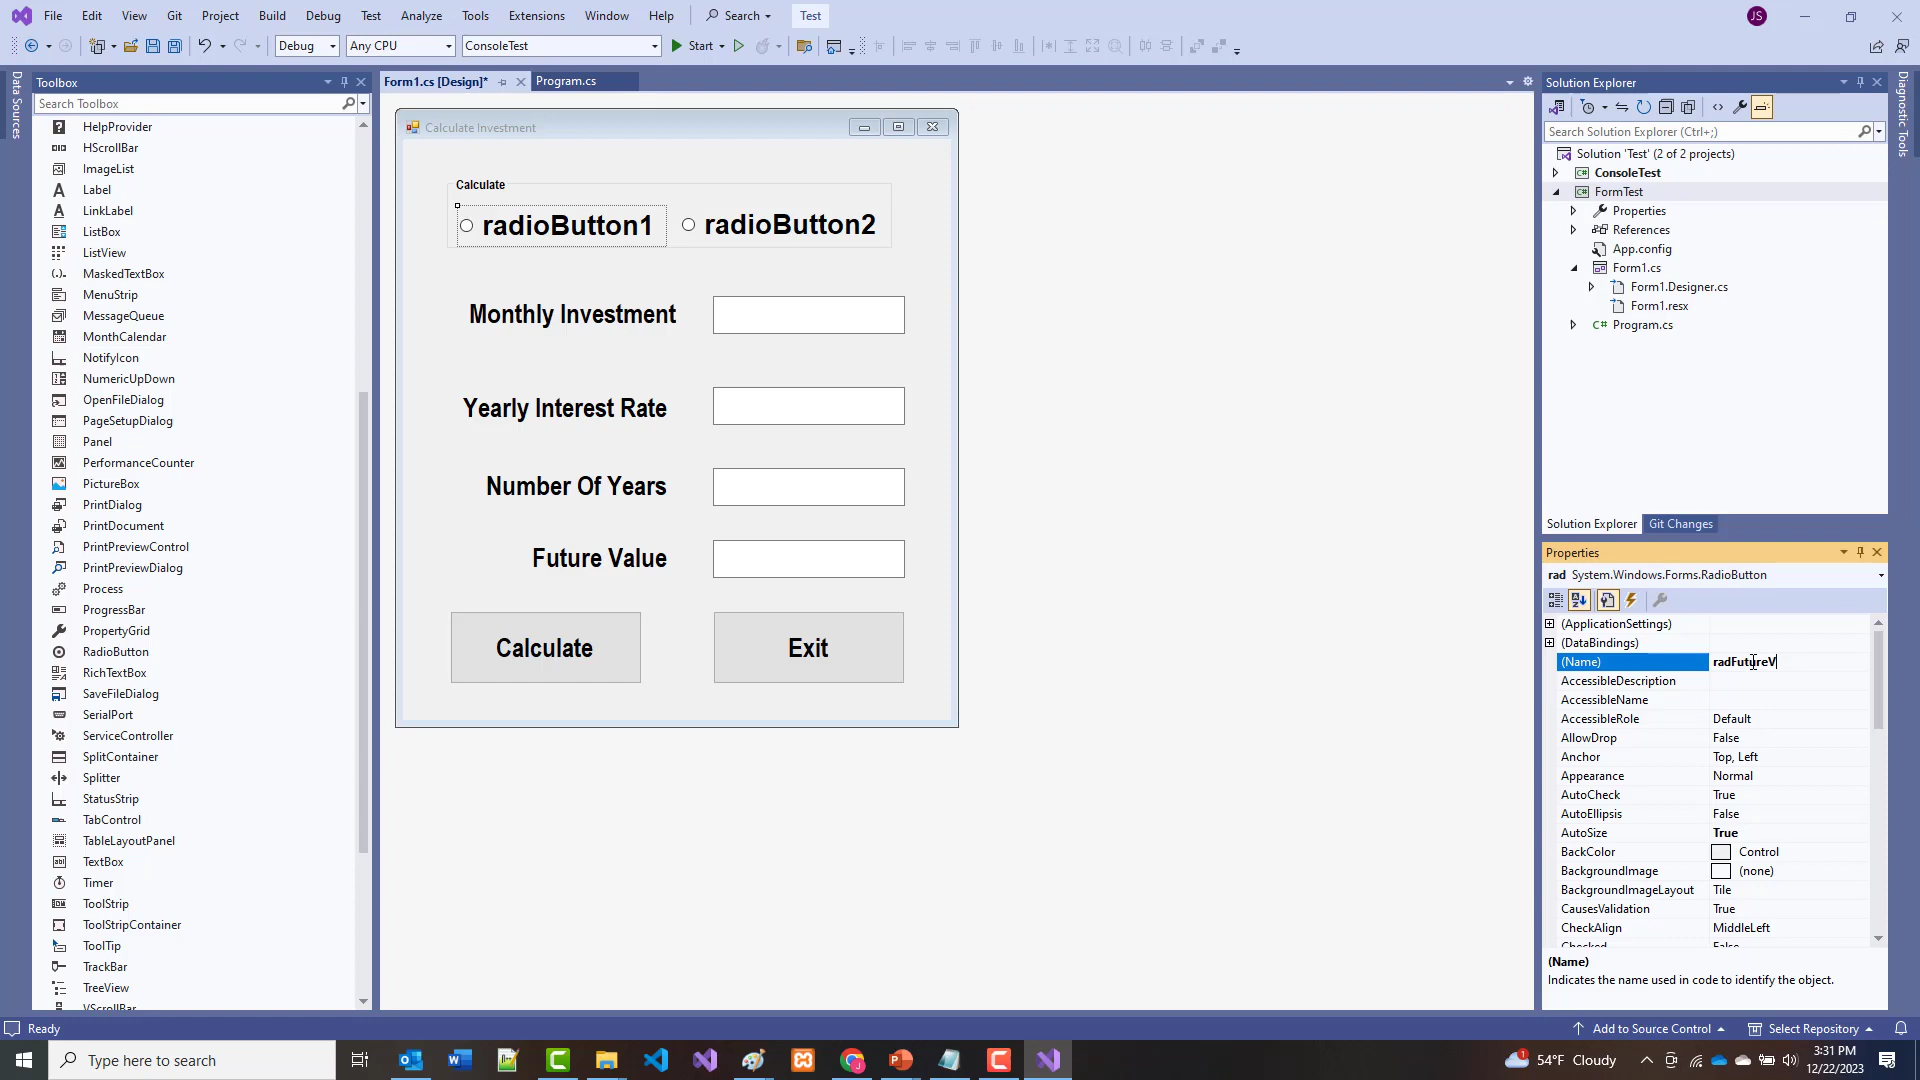 File Edit View Git Project Build Debug Test Analyze Tools Extensions Window Help Search Test JS
Debug Any CPU ConsoleTest Start
Data Sources
Toolbox
Search Toolbox
HelpProvider
HScrollBar
ImageList
Label
LinkLabel
ListBox
ListView
MaskedTextBox
MenuStrip
MessageQueue
MonthCalendar
NotifyIcon
NumericUpDown
OpenFileDialog
PageSetupDialog
Panel
PerformanceCounter
PictureBox
PrintDialog
PrintDocument
PrintPreviewControl
PrintPreviewDialog
Process
ProgressBar
PropertyGrid
RadioButton
RichTextBox
SaveFileDialog
SerialPort
ServiceController
SplitContainer
Splitter
StatusStrip
TabControl
TableLayoutPanel
TextBox
Timer
ToolStrip
ToolStripContainer
ToolTip
TrackBar
TreeView
VScrollBar
Form1.cs [Design]* Program.cs
Calculate Investment
Calculate
radioButton1 radioButton2
Monthly Investment
Yearly Interest Rate
Number Of Years
Future Value
Calculate Exit
Solution Explorer
Search Solution Explorer (Ctrl+;)
Solution 'Test' (2 of 2 projects)
ConsoleTest
FormTest
Properties
References
App.config
Form1.cs
Form1.Designer.cs
Form1.resx
Program.cs
Solution Explorer Git Changes
Diagnostic Tools
Properties
rad System.Windows.Forms.RadioButton
(ApplicationSettings)
(DataBindings)
(Name) radFutureV
AccessibleDescription
AccessibleName
AccessibleRole Default
AllowDrop False
Anchor Top, Left
Appearance Normal
AutoCheck True
AutoEllipsis False
AutoSize True
BackColor Control
BackgroundImage (none)
BackgroundImageLayout Tile
CausesValidation True
CheckAlign MiddleLeft
Checked False
(Name)
Indicates the name used in code to identify the object.
Ready Add to Source Control Select Repository
Type here to search 54°F Cloudy 3:31 PM
12/22/2023